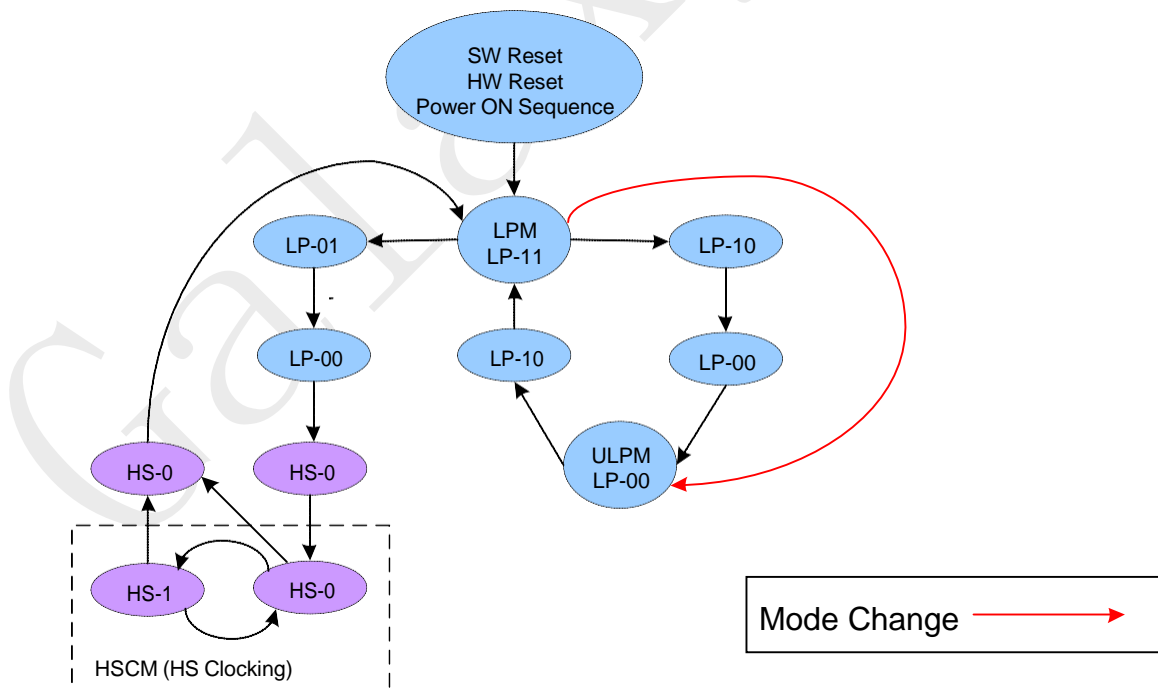 SW Reset
HW Reset
Power ON Sequence
LPM
LP-11
LP-01
LP-10
LP-00
LP-10
LP-00
HS-0
HS-0
ULPM
LP-00
HS-1
HS-0
HSCM (HS Clocking)
Mode Change